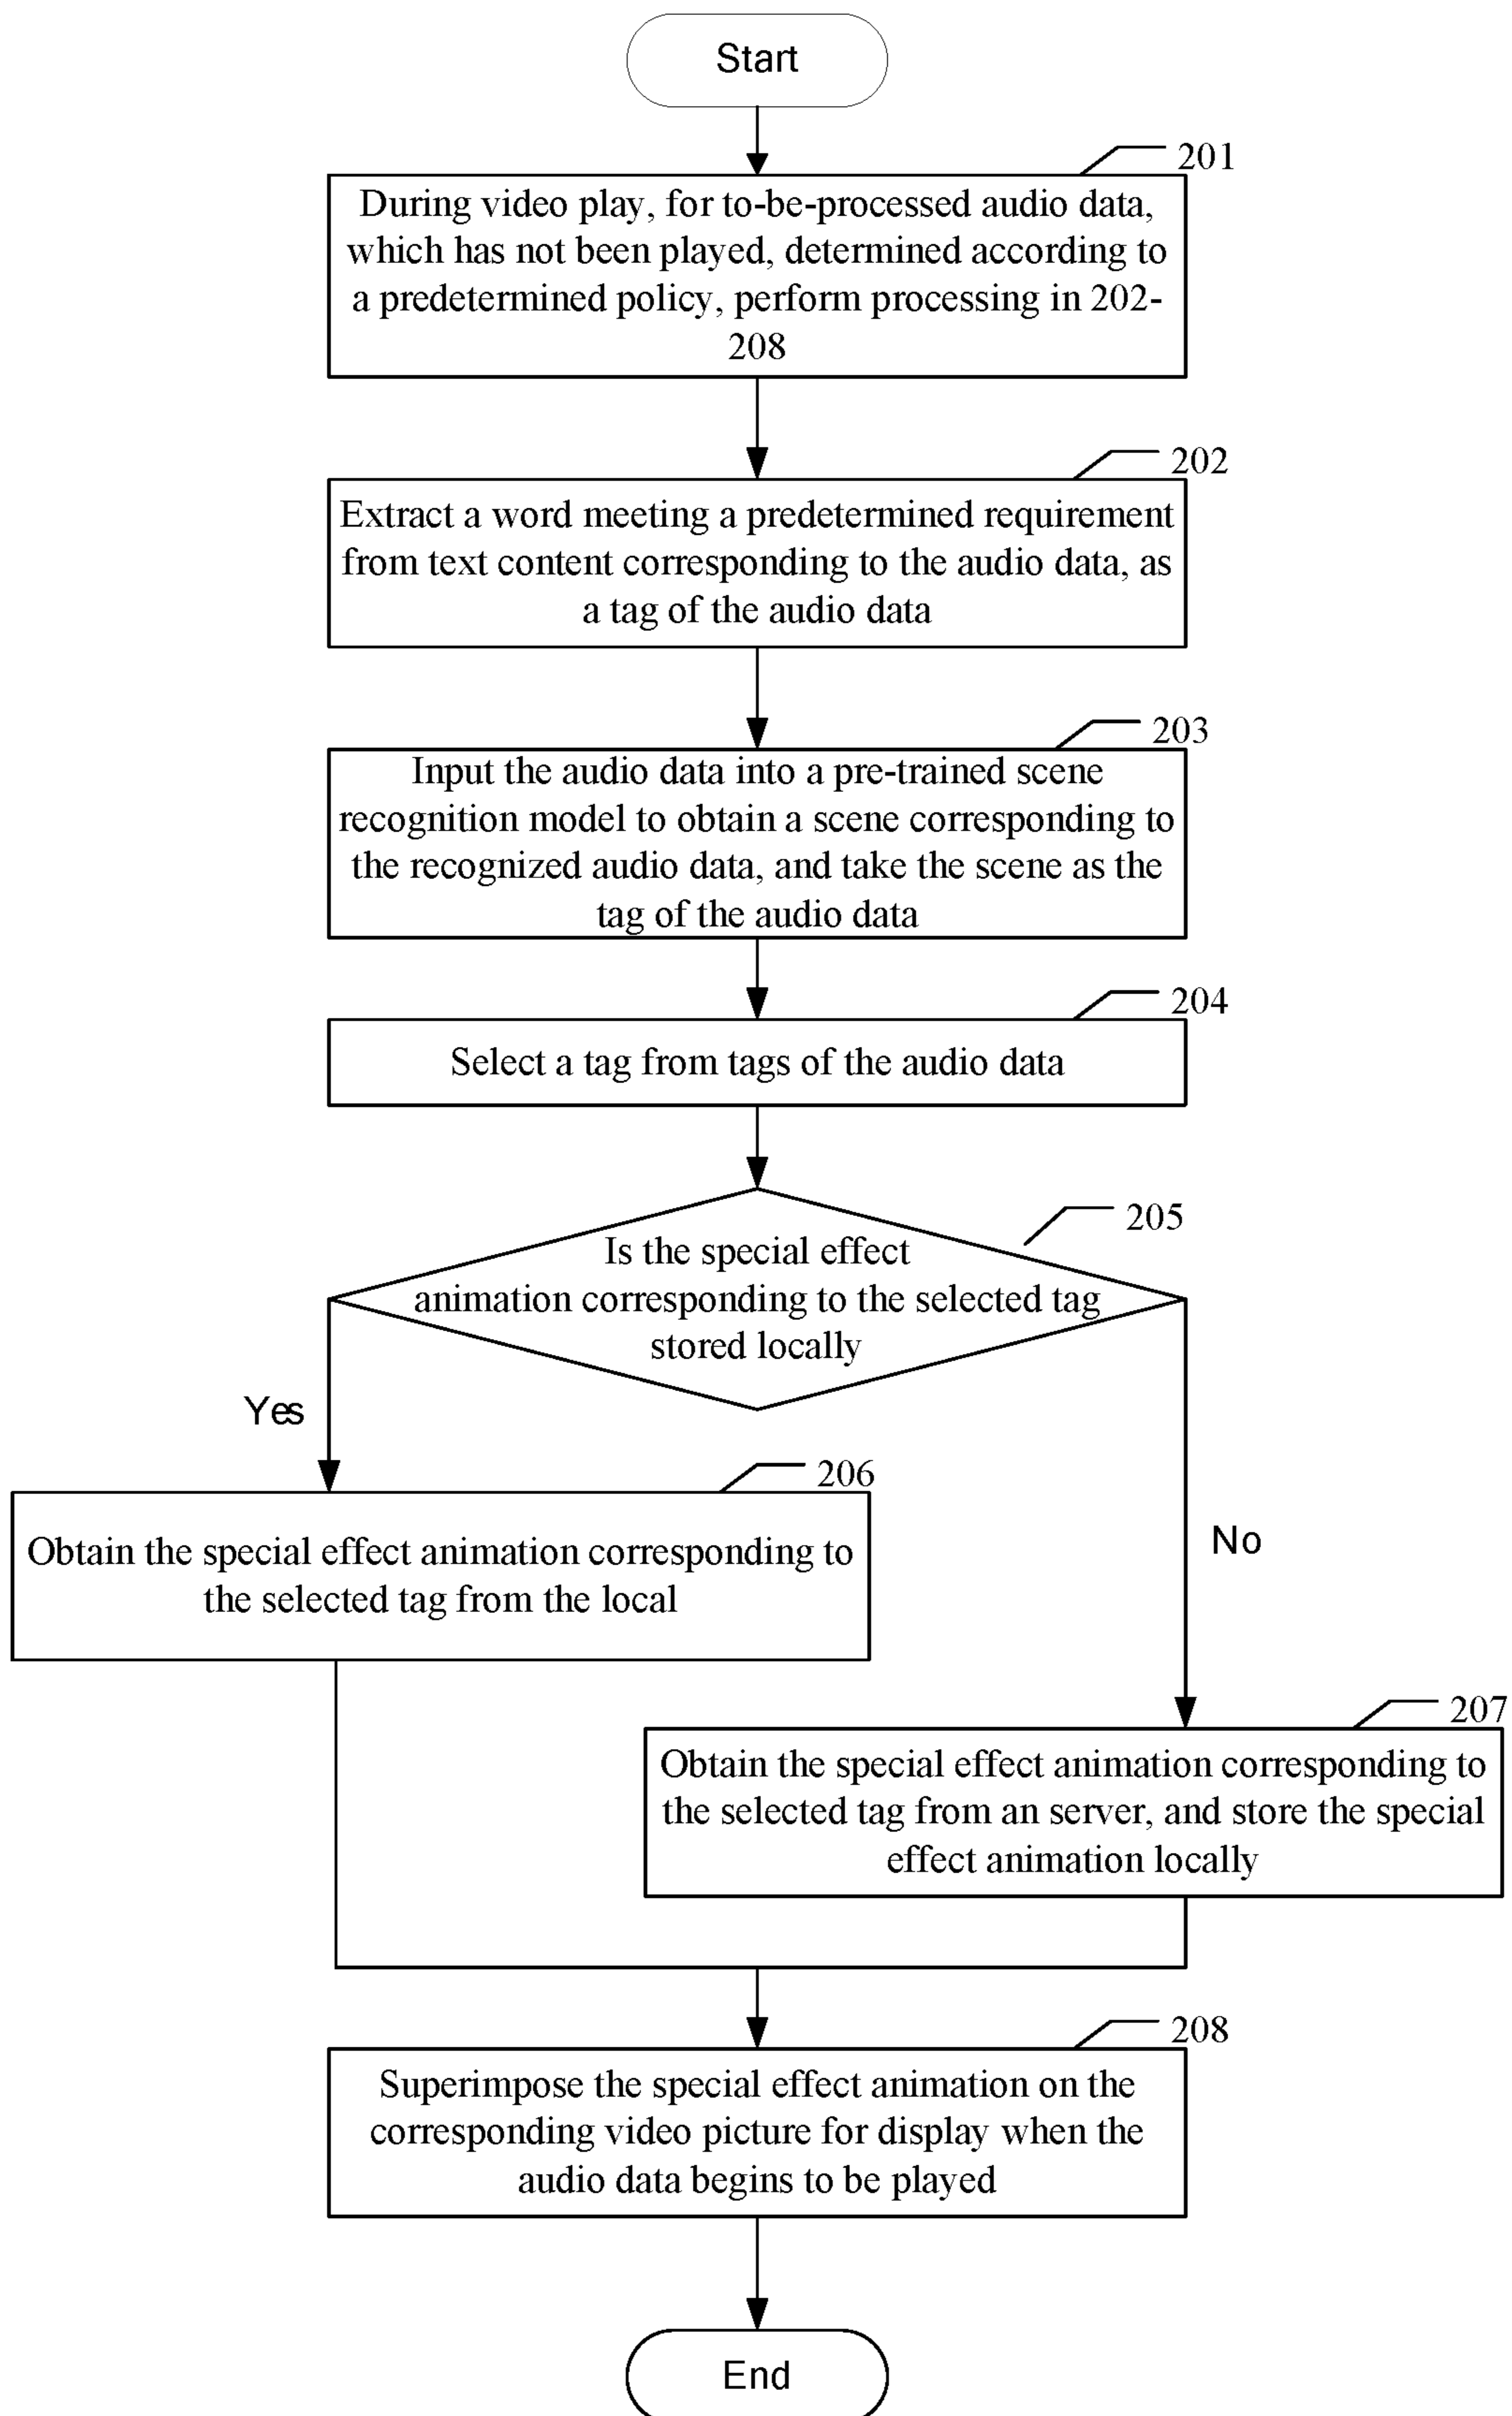 Start
201
During video play, for to-be-processed audio data,
which has not been played, determined according to
a predetermined policy, perform processing in 202-
208
202
Extract a word meeting a predetermined requirement
from text content corresponding to the audio data, as
a tag of the audio data
203
Input the audio data into a pre-trained scene
recognition model to obtain a scene corresponding to
the recognized audio data, and take the scene as the
tag of the audio data
204
Select a tag from tags of the audio data
205
Is the special effect
animation corresponding to the selected tag
stored locally
Yes
206
Obtain the special effect animation corresponding to
the selected tag from the local
No
207
Obtain the special effect animation corresponding to
the selected tag from an server, and store the special
effect animation locally
208
Superimpose the special effect animation on the
corresponding video picture for display when the
audio data begins to be played
End